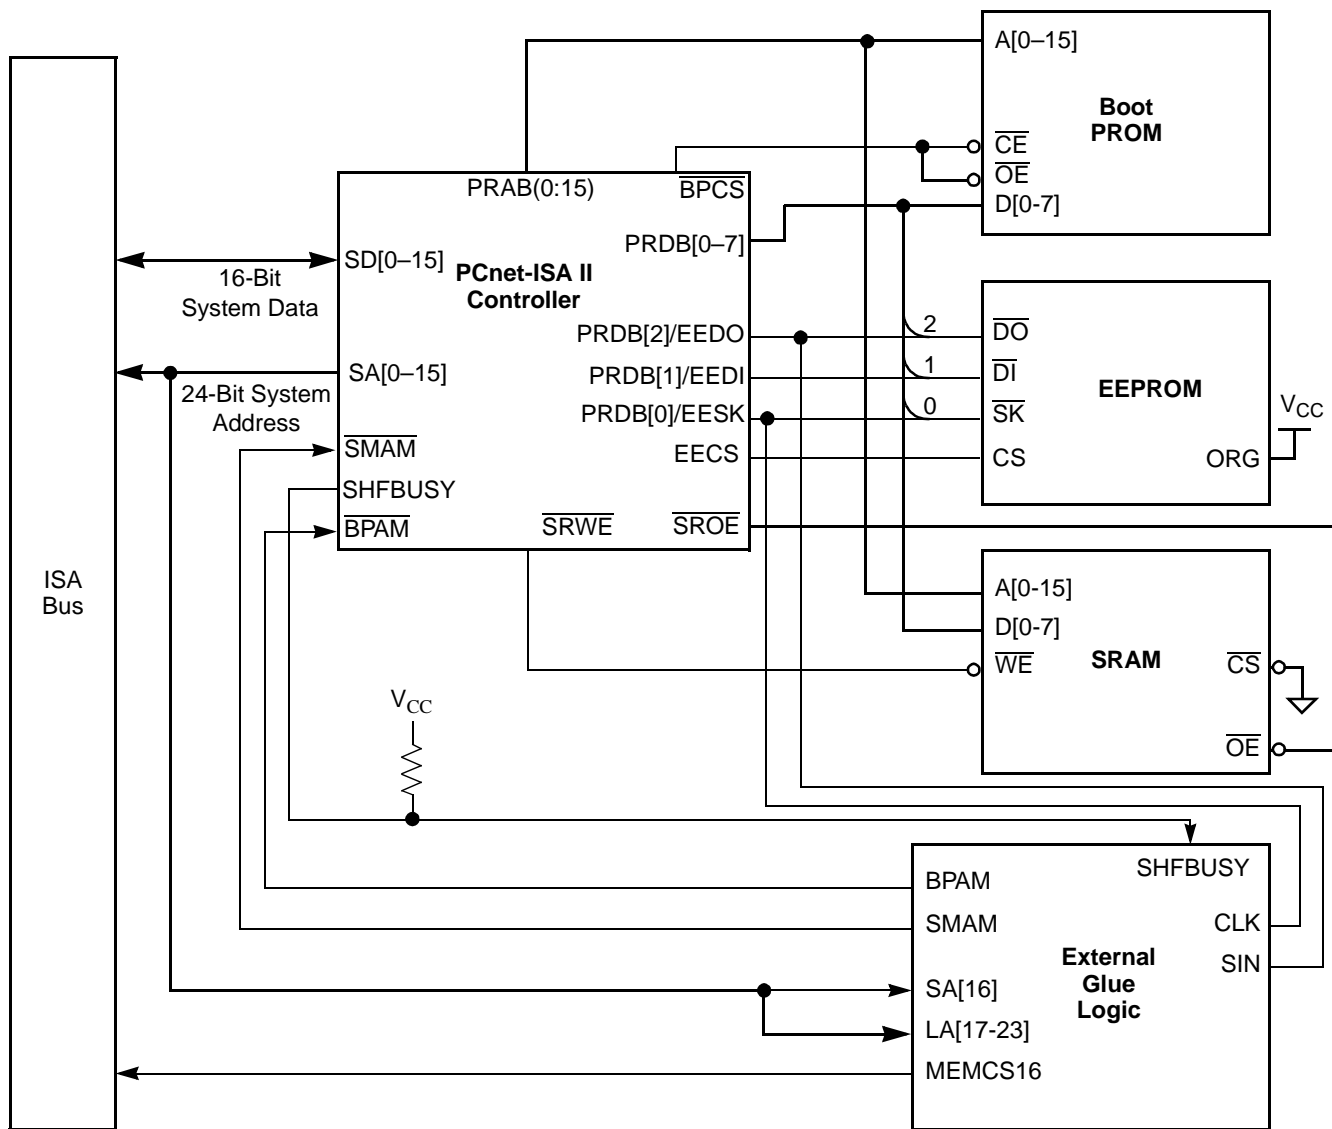 ISA
Bus
16-Bit
System Data
24-Bit System
Address
PRAB(0:15)
BPCS
PRDB[0–7]
SD[0–15]
PCnet-ISA II
Controller
PRDB[2]/EEDO
SA[0–15]
PRDB[1]/EEDI
PRDB[0]/EESK
SMAM
EECS
SHFBUSY
BPAM
SRWE
SROE
A[0–15]
Boot
PROM
CE
OE
D[0-7]
2
1
0
DO
DI
SK
CS
EEPROM
ORG
VCC
A[0-15]
D[0-7]
WE
SRAM
CS
OE
VCC
SHFBUSY
BPAM
SMAM
CLK
SIN
External
Glue
Logic
SA[16]
LA[17-23]
MEMCS16